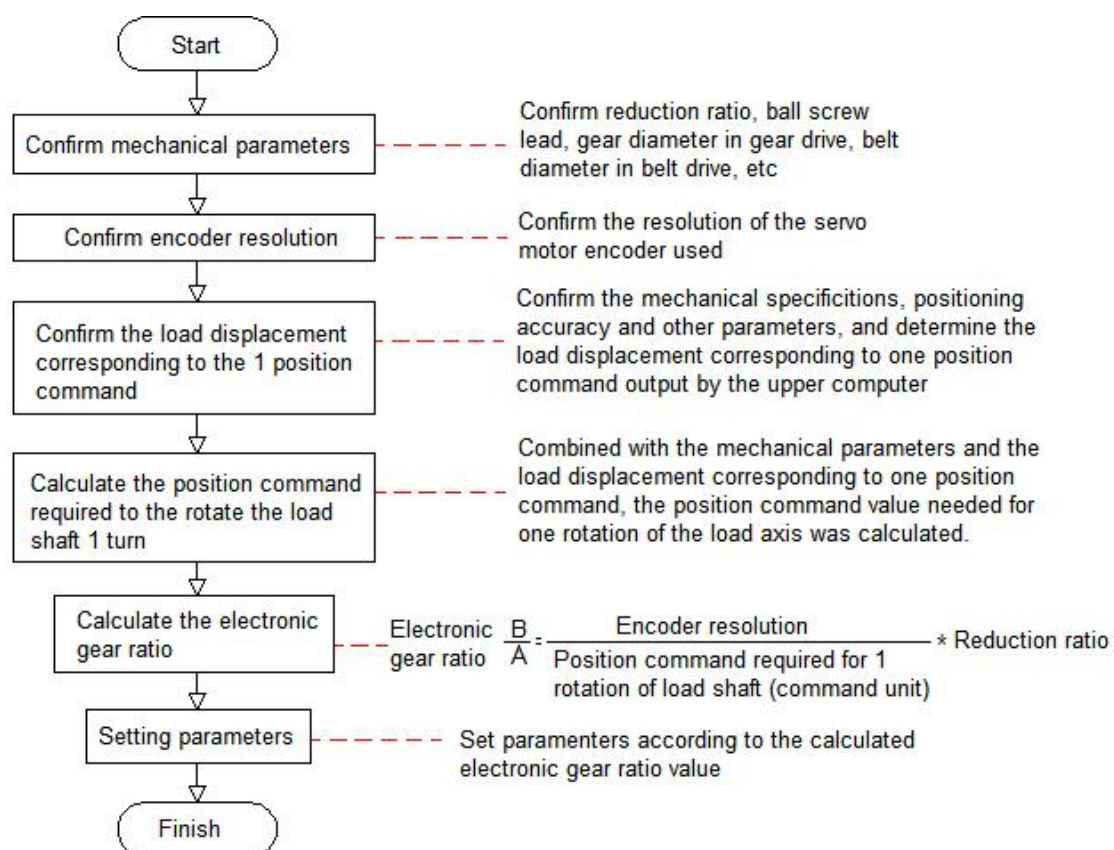 Start
Confirm mechanical parameters
Confirm reduction ratio, ball screw
lead, gear diameter in gear drive, belt
diameter in belt drive, etc
Confirm encoder resolution
Confirm the resolution of the servo
motor encoder used
Confirm the load displacement
corresponding to the 1 position
command
Confirm the mechanical specificitions, positioning
accuracy and other parameters, and determine the
load displacement corresponding to one position
command output by the upper computer
Calculate the position command
required to the rotate the load
shaft 1 turn
Combined with the mechanical parameters and the
load displacement corresponding to one position
command, the position command value needed for
one rotation of the load axis was calculated.
Calculate the electronic
gear ratio
Electronic
gear ratio
B
A
=
Encoder resolution
Position command required for 1
rotation of load shaft (command unit)
* Reduction ratio
Setting parameters
Set paramenters according to the calculated
electronic gear ratio value
Finish